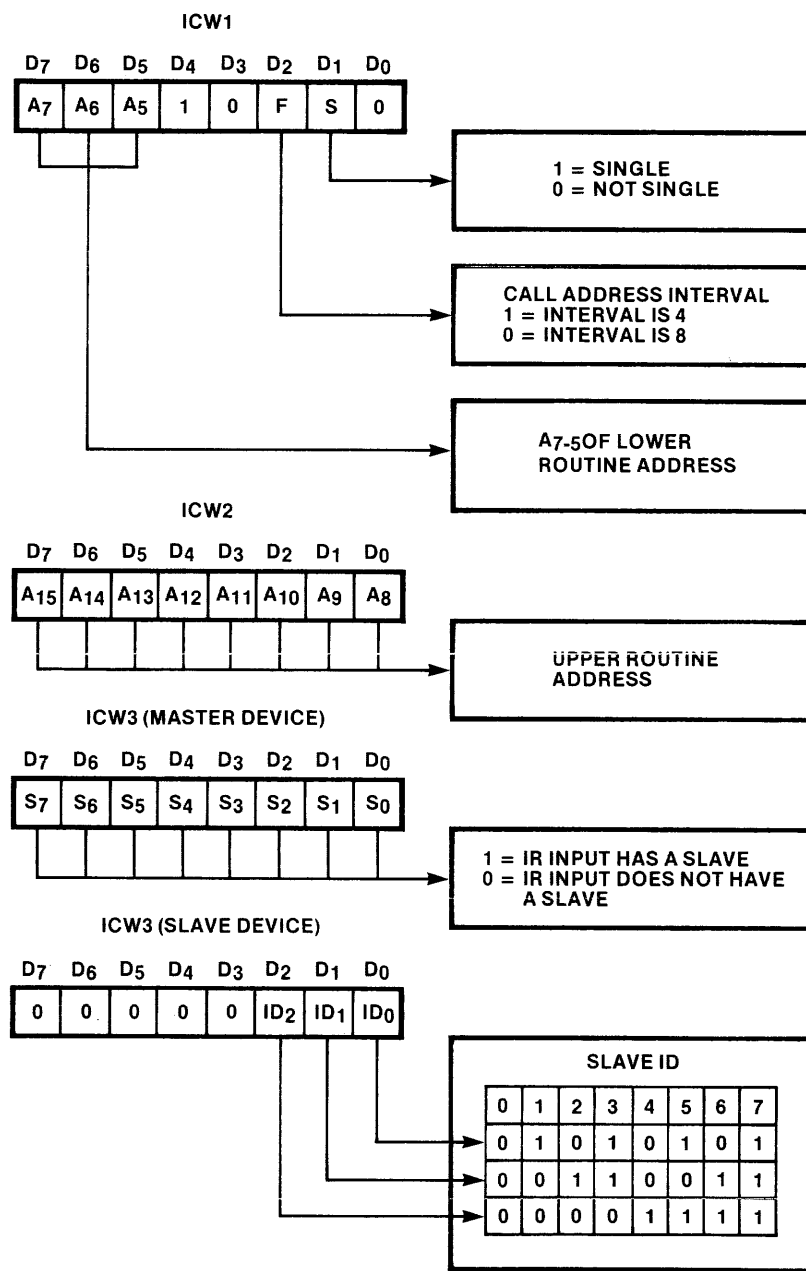 ICW1
D7 D6 D5 D4 D3 D2 D1 D0
A7 A6 A5 1 0 F S 0
1 = SINGLE
0 = NOT SINGLE
CALL ADDRESS INTERVAL
1 = INTERVAL IS 4
0 = INTERVAL IS 8
A7-5OF LOWER
ROUTINE ADDRESS
ICW2
D7 D6 D5 D4 D3 D2 D1 D0
A15 A14 A13 A12 A11 A10 A9 A8
UPPER ROUTINE
ADDRESS
ICW3 (MASTER DEVICE)
D7 D6 D5 D4 D3 D2 D1 D0
S7 S6 S5 S4 S3 S2 S1 S0
1 = IR INPUT HAS A SLAVE
0 = IR INPUT DOES NOT HAVE
A SLAVE
ICW3 (SLAVE DEVICE)
D7 D6 D5 D4 D3 D2 D1 D0
0 0 0 0 0 ID2 ID1 ID0
SLAVE ID
0 1 2 3 4 5 6 7
0 1 0 1 0 1 0 1
0 0 1 1 0 0 1 1
0 0 0 0 1 1 1 1